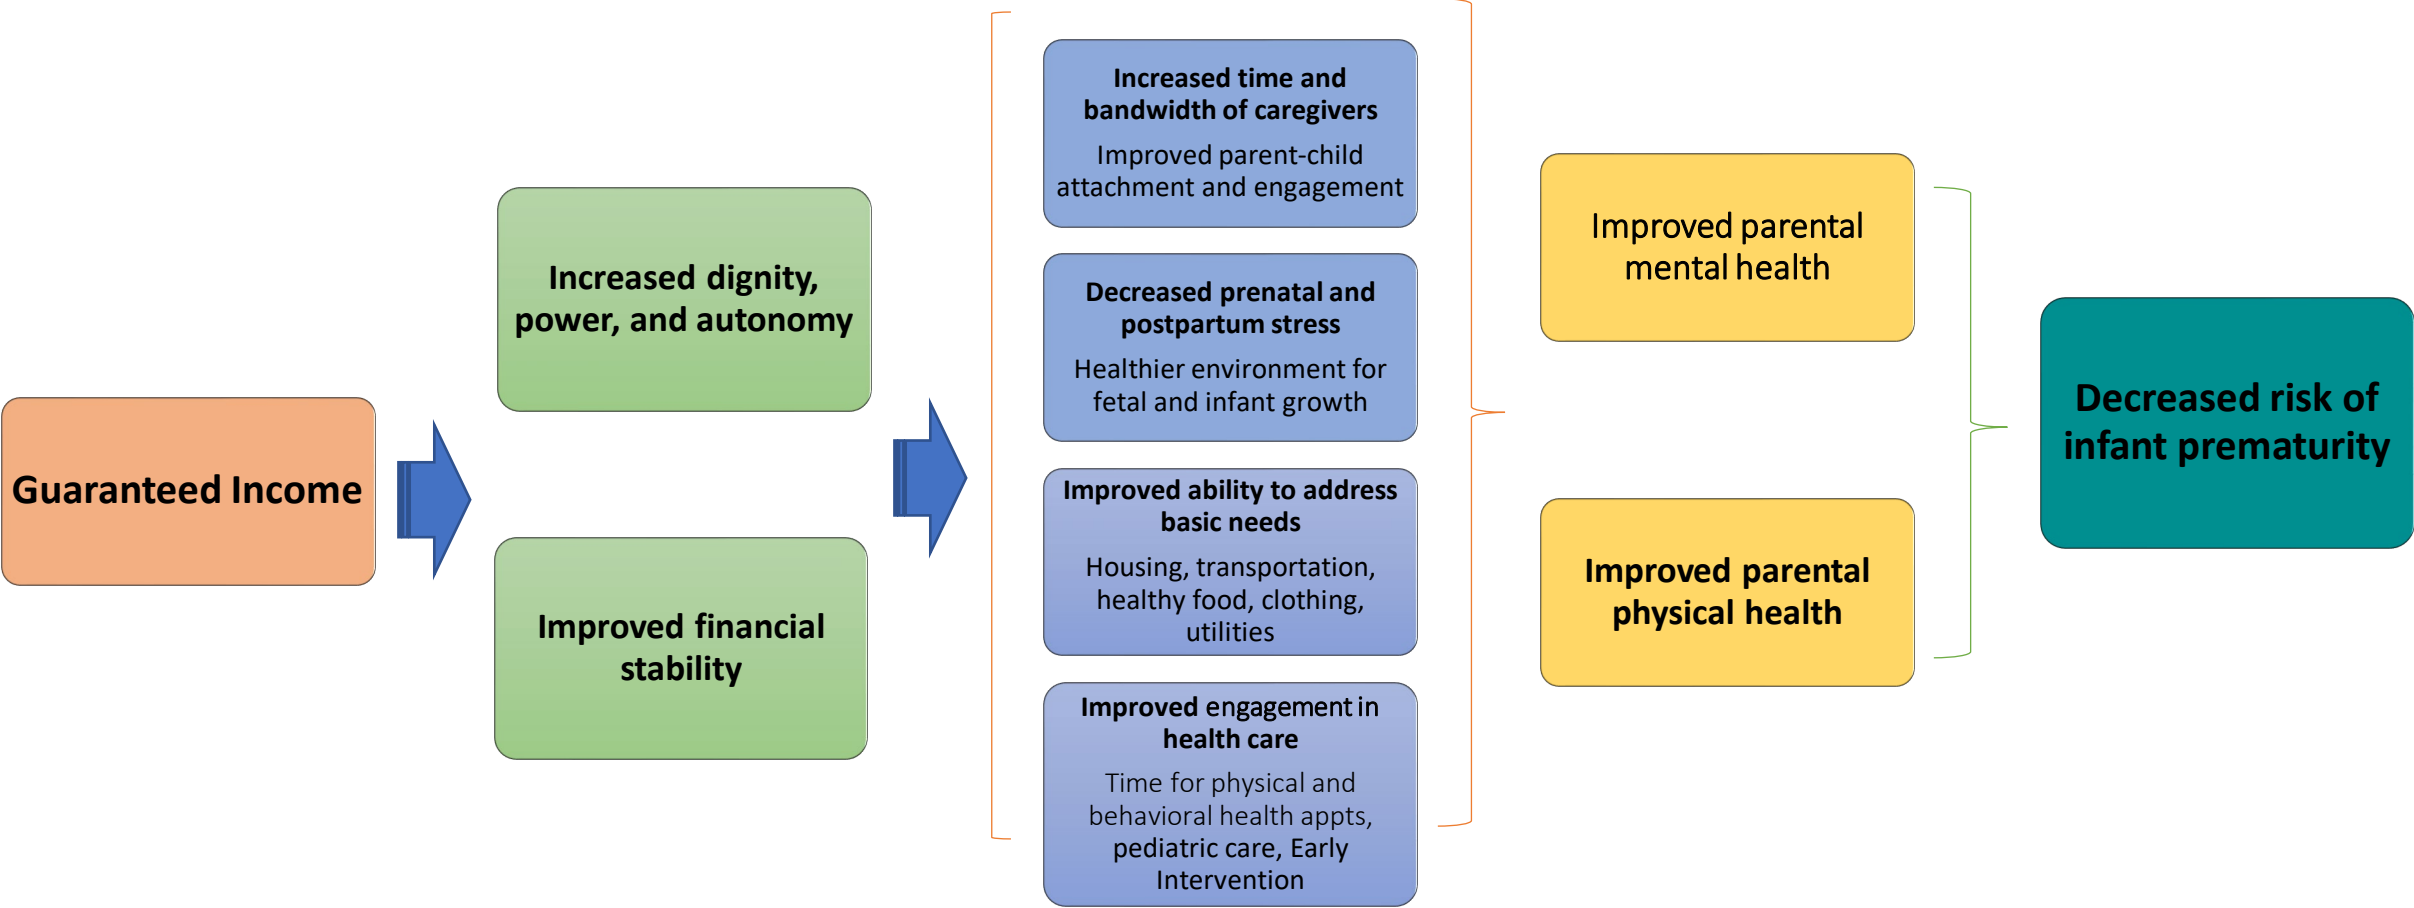 Guaranteed Income
Increased dignity,
power, and autonomy
Improved financial
stability
Increased time and
bandwidth of caregivers
Improved parent-child
attachment and engagement
Decreased prenatal and
postpartum stress
Healthier environment for
fetal and infant growth
Improved ability to address
basic needs
Housing, transportation,
healthy food, clothing,
utilities
Improved engagement in
health care
Time for physical and
behavioral health appts,
pediatric care, Early
Intervention
Improved parental
mental health
Improved parental
physical health
Decreased risk of
infant prematurity